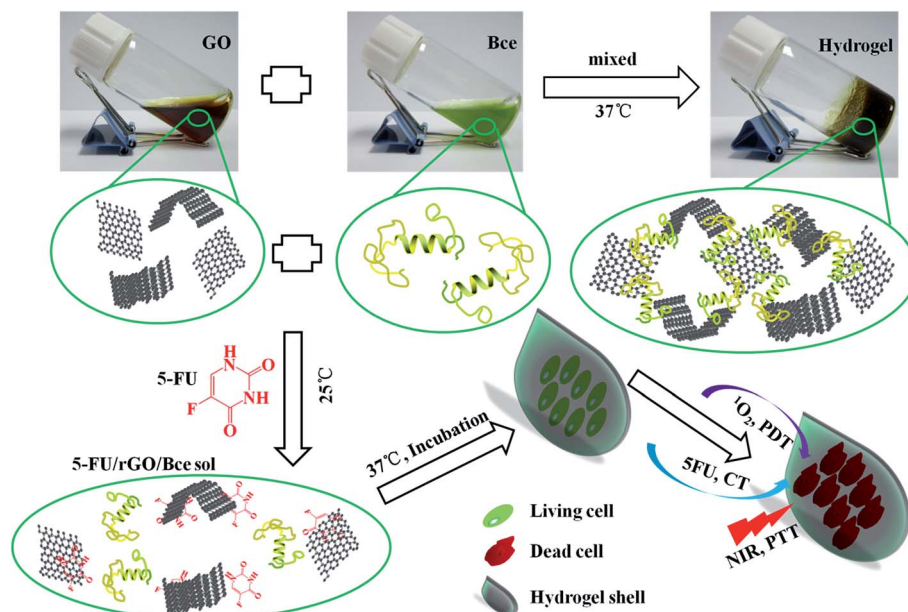 GO
Bce
mixed
37℃
Hydrogel
5-FU
H
N
O
NH
F
O
25℃
5-FU/rGO/Bce sol
37℃, Incubation
¹O₂, PDT
5FU, CT
NIR, PTT
Living cell
Dead cell
Hydrogel shell